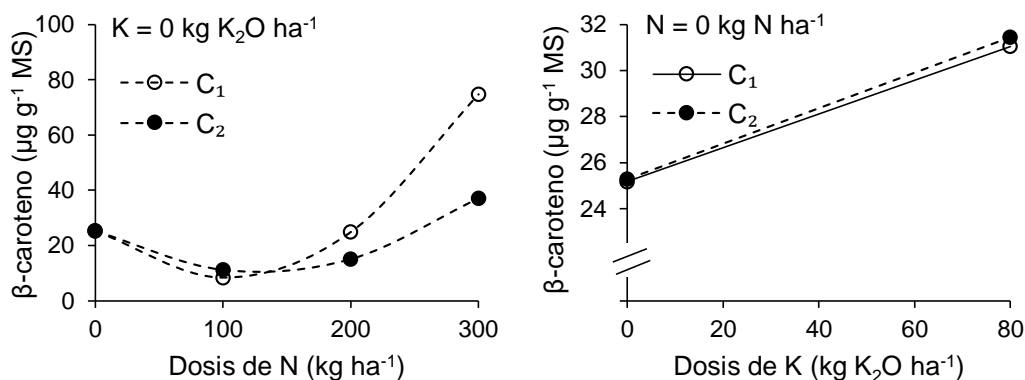 K = 0 kg K₂O ha⁻¹
C₁
C₂
β-caroteno (µg g⁻¹ MS)
100
80
60
40
20
0
0 100 200 300
Dosis de N (kg ha⁻¹)
N = 0 kg N ha⁻¹
C₁
C₂
β-caroteno (µg g⁻¹ MS)
32
30
28
26
24
0 20 40 60 80
Dosis de K (kg K₂O ha⁻¹)